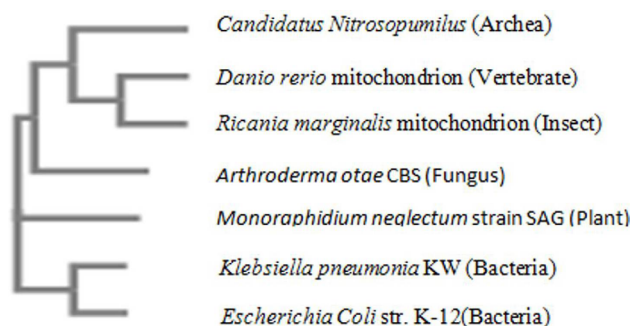 Candidatus Nitrosopumilus (Archea)
Danio rerio mitochondrion (Vertebrate)
Ricania marginalis mitochondrion (Insect)
Arthroderma otae CBS (Fungus)
Monoraphidium neglectum strain SAG (Plant)
Klebsiella pneumonia KW (Bacteria)
Escherichia Coli str. K-12(Bacteria)